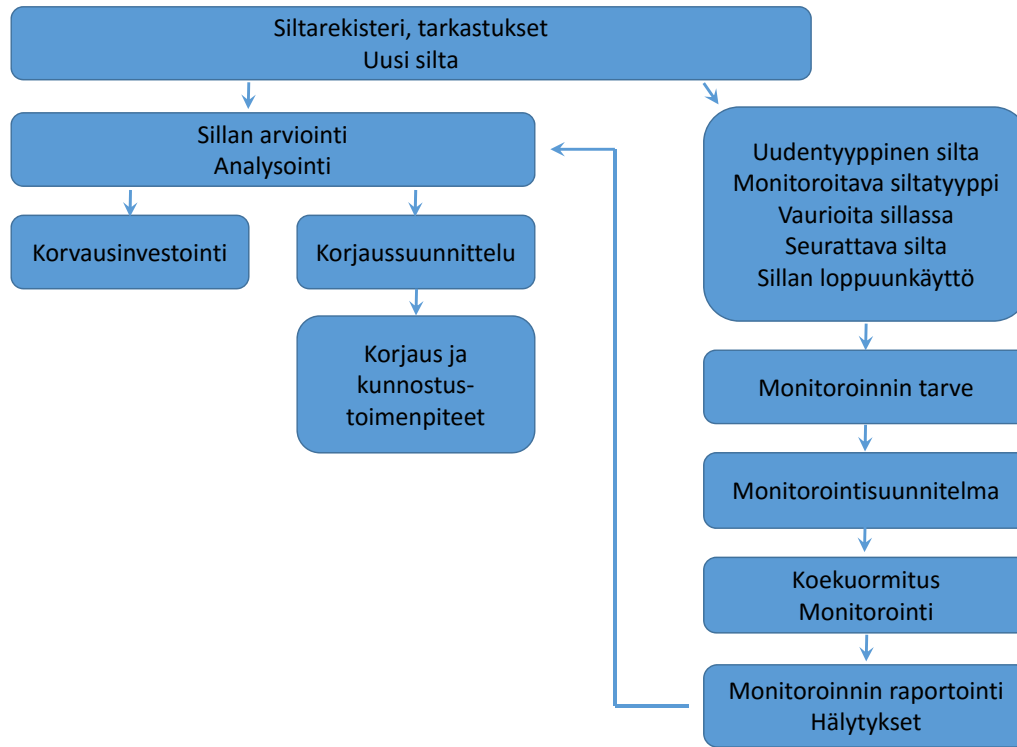 Siltarekisteri, tarkastukset
Uusi silta
Sillan arviointi
Analysointi
Korvausinvestointi
Korjaussuunnittelu
Korjaus ja
kunnostus-
toimenpiteet
Uudentyyppinen silta
Monitoroitava siltatyyppi
Vaurioita sillassa
Seurattava silta
Sillan loppuunkäyttö
Monitoroinnin tarve
Monitorointisuunnitelma
Koekuormitus
Monitorointi
Monitoroinnin raportointi
Hälytykset